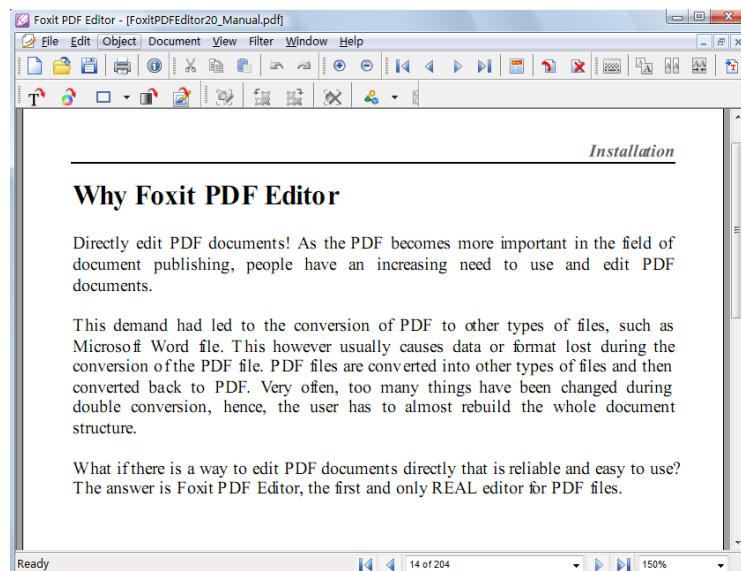 Foxit PDF Editor - [FoxitPDFEditor20_Manual.pdf]
File Edit Object Document View Filter Window Help
Installation
Why Foxit PDF Editor
Directly edit PDF documents! As the PDF becomes more important in the field of
document publishing, people have an increasing need to use and edit PDF
documents.
This demand had led to the conversion of PDF to other types of files, such as
Microsoft Word file. This however usually causes data or format lost during the
conversion of the PDF file. PDF files are converted into other types of files and then
converted back to PDF. Very often, too many things have been changed during
double conversion, hence, the user has to almost rebuild the whole document
structure.
What if there is a way to edit PDF documents directly that is reliable and easy to use?
The answer is Foxit PDF Editor, the first and only REAL editor for PDF files.
Ready 14 of 204 150%